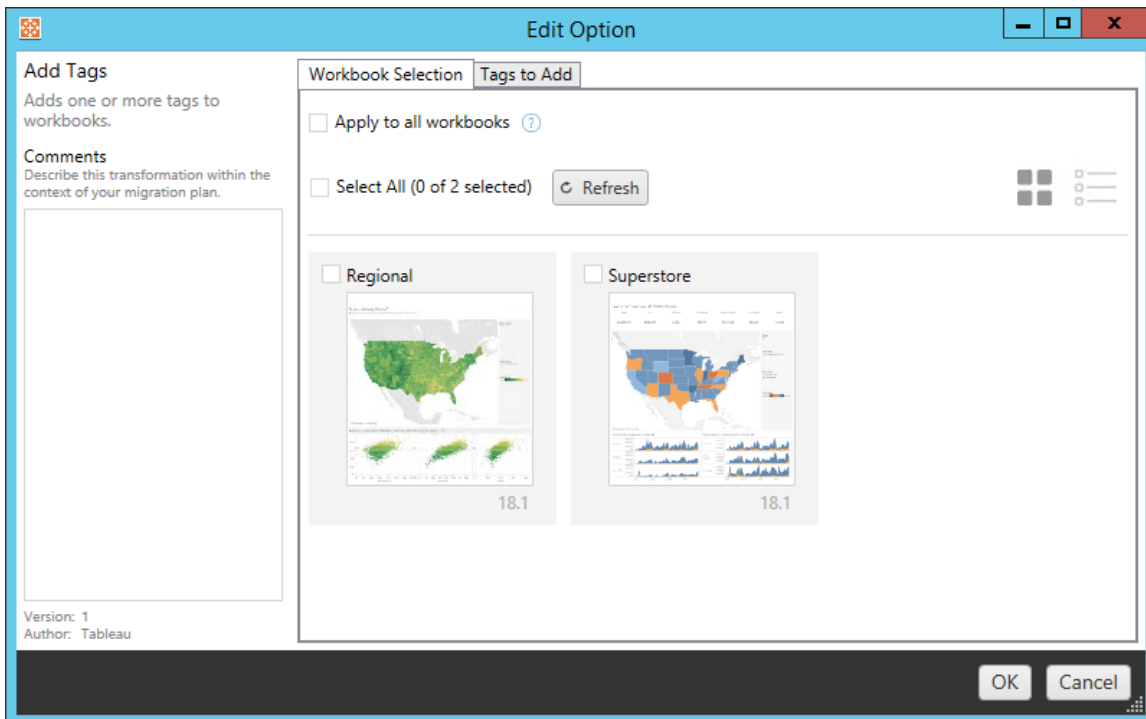 Edit Option
Add Tags
Adds one or more tags to
workbooks.
Comments
Describe this transformation within the
context of your migration plan.
Version: 1
Author: Tableau
Workbook Selection
Tags to Add
Apply to all workbooks ?
Select All (0 of 2 selected)
Refresh
Regional
18.1
Superstore
18.1
OK
Cancel